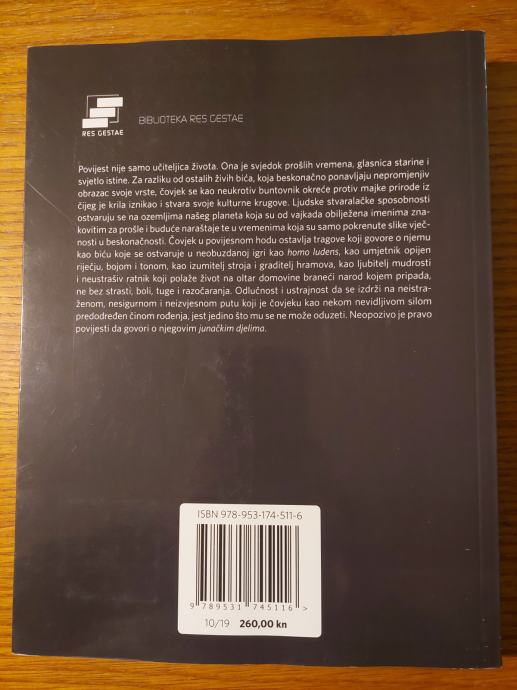 RES GESTAE
BIBLIOTEKA RES GESTAE
Povijest nije samo učiteljica života. Ona je svjedok prošlih vremena, glasnica starine i
svjetlo istine. Za razliku od ostalih živih bića, koja beskonačno ponavljaju nepromjenjiv
obrazac svoje vrste, čovjek se kao neukrotiv buntovnik okreće protiv majke prirode iz
čijeg je krila iznikao i stvara svoje kulturne krugove. Ljudske stvaralačke sposobnosti
ostvaruju se na ozemljima našeg planeta koja su od vajkada obilježena imenima zna-
kovitim za prošle i buduće naraštaje te u vremenima koja su samo pokrenute slike vječ-
nosti u beskonačnosti. Čovjek u povijesnom hodu ostavlja tragove koji govore o njemu
kao biću koje se ostvaruje u neobuzdanoj igri kao homo ludens, kao umjetnik opijen
riječju, bojom i tonom, kao izumitelj stroja i graditelj hramova, kao ljubitelj mudrosti
i neustrašiv ratnik koji polaže život na oltar domovine braneći narod kojem pripada,
ne bez strasti, boli, tuge i razočaranja. Odlučnost i ustrajnost da se izdrži na neistra-
ženom, nesigurnom i neizvjesnom putu koji je čovjeku kao nekom nevidljivom silom
predodređen činom rođenja, jest jedino što mu se ne može oduzeti. Neopozivo je pravo
povijesti da govori o njegovim junačkim djelima.
ISBN 978-953-174-511-6
9 789531 745116 >
10/19 260,00 kn